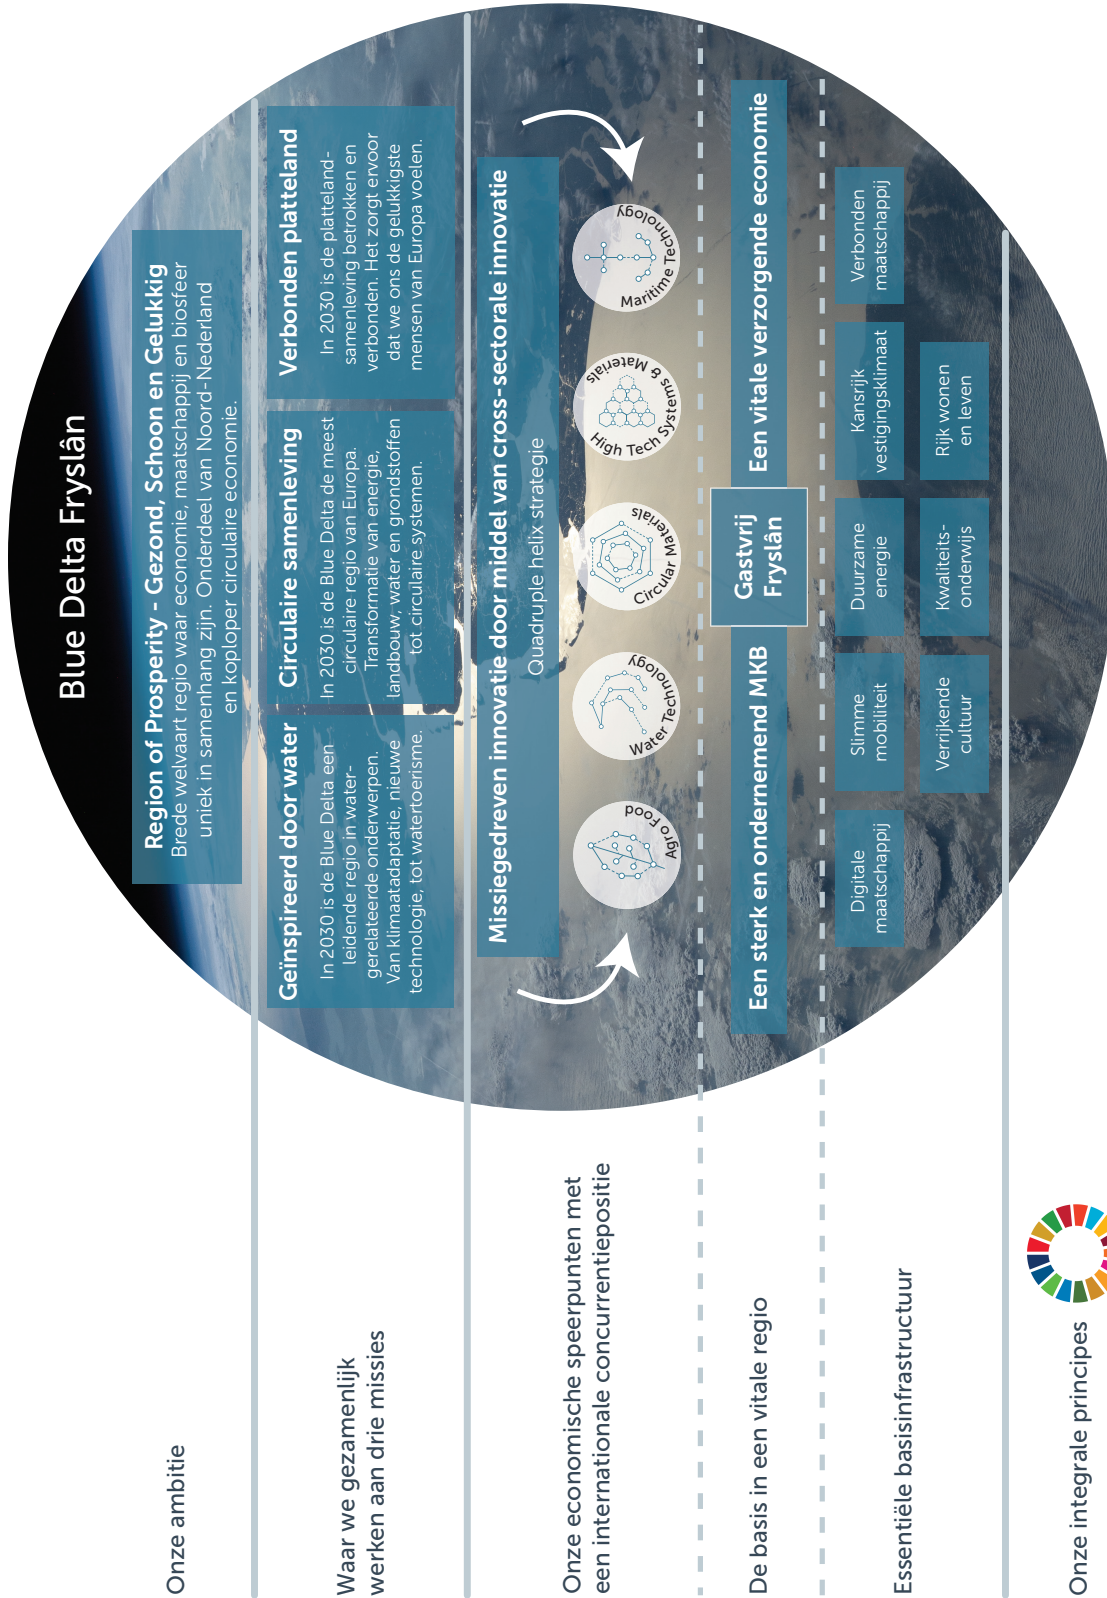 Blue Delta Fryslân
Onze ambitie
Region of Prosperity - Gezond, Schoon en Gelukkig
Brede welvaart regio waar economie, maatschappij en biosfeer
uniek in samenhang zijn. Onderdeel van Noord-Nederland
en koploper circulaire economie.
Waar we gezamenlijk
werken aan drie missies
Geïnspireerd door water
In 2030 is de Blue Delta een
leidende regio in water-
gerelateerde onderwerpen.
Van klimaatadaptatie, nieuwe
technologie, tot watertoerisme.
Circulaire samenleving
In 2030 is de Blue Delta de meest
circulaire regio van Europa.
Transformatie van energie,
landbouw, water en grondstoffen
tot circulaire systemen.
Verbonden platteland
In 2030 is de platteland-
samenleving betrokken en
verbonden. Het zorgt ervoor
dat we ons de gelukkigste
mensen van Europa voelen.
Onze economische speerpunten met
een internationale concurrentiepositie
Missiegedreven innovatie door middel van cross-sectorale innovatie
Quadruple helix strategie
Agro Food
Water Technology
Circular Materials
High Tech Systems & Materials
Maritime Technology
De basis in een vitale regio
Een sterk en ondernemend MKB
Gastvrij
Fryslân
Een vitale verzorgende economie
Essentiële basisinfrastructuur
Digitale
maatschappij
Slimme
mobiliteit
Duurzame
energie
Kansrijk
vestigingsklimaat
Verbonden
maatschappij
Verrijkende
cultuur
Kwaliteits-
onderwijs
Rijk wonen
en leven
Onze integrale principes